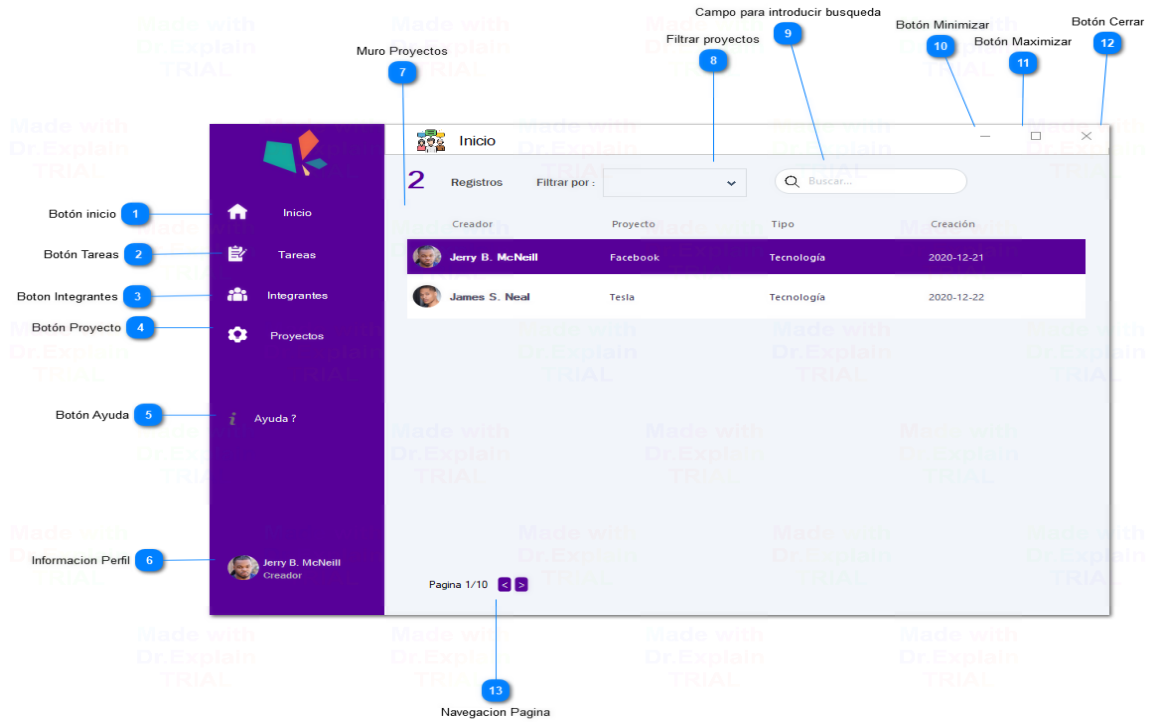 Campo para introducir busqueda
9
Botón Minimizar
10
Botón Maximizar
11
Botón Cerrar
12
Filtrar proyectos
8
Muro Proyectos
7
Botón inicio 1
Botón Tareas 2
Boton Integrantes 3
Botón Proyecto 4
Botón Ayuda 5
Informacion Perfil 6
Inicio
Tareas
Integrantes
Proyectos
i Ayuda ?
Jerry B. McNeill
Creador
Inicio
2 Registros Filtrar por : Buscar...
Creador Proyecto Tipo Creación
Jerry B. McNeill Facebook Tecnología 2020-12-21
James S. Neal Tesla Tecnología 2020-12-22
Pagina 1/10 < >
13
Navegacion Pagina
Made with
Dr.Explain
TRIAL